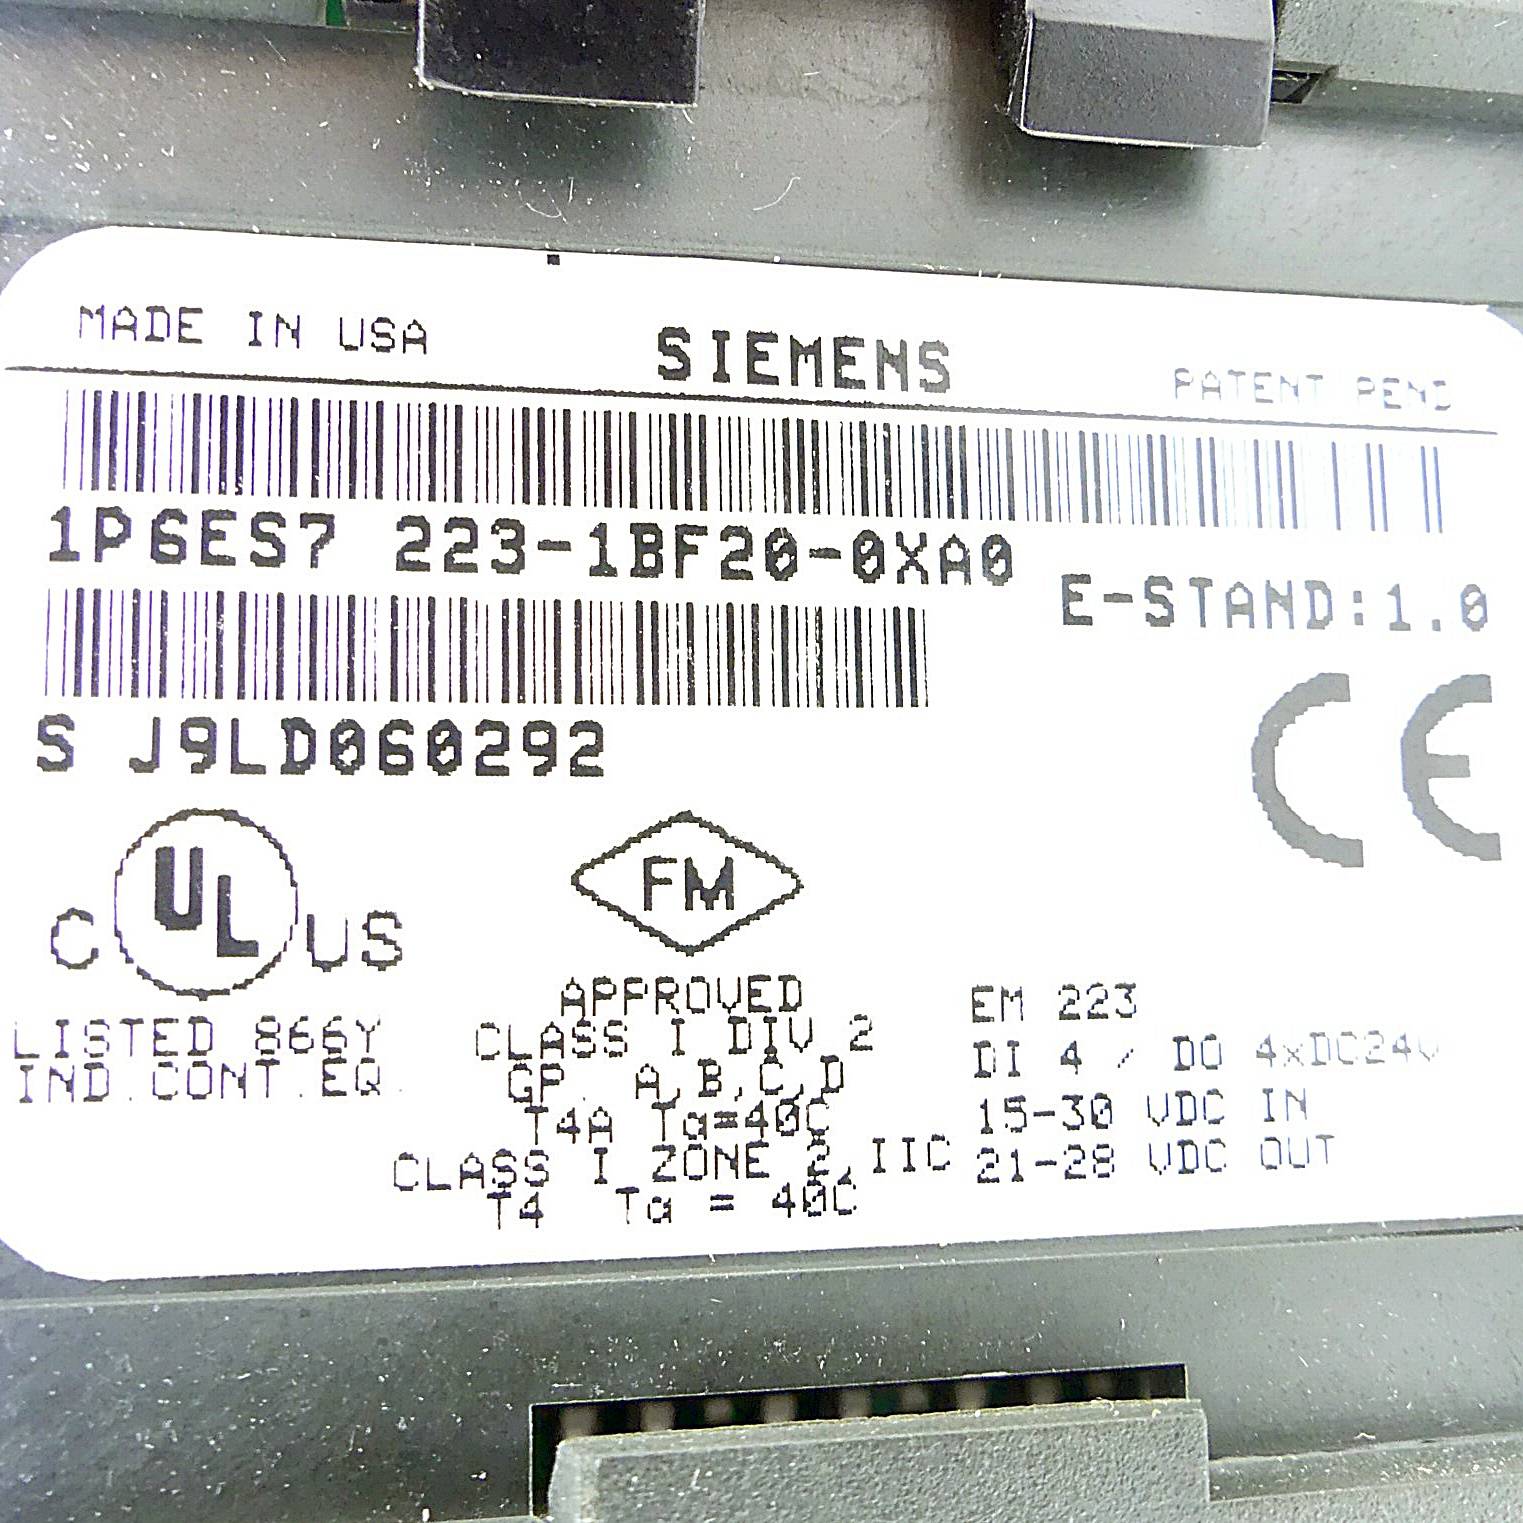 MADE IN USA SIEMENS PATENT PEND
1P6ES7 223-1BF20-0XA0
E-STAND:1.0
S J9LD060292
CE
C UL US
LISTED 866Y
IND.CONT.EQ.
FM
APPROVED
CLASS I DIV 2
GP. A,B,C,D
T4A Ta=40C
CLASS I ZONE 2,IIC
T4 Ta = 40C
EM 223
DI 4 / DO 4xDC24V
15-30 VDC IN
21-28 VDC OUT